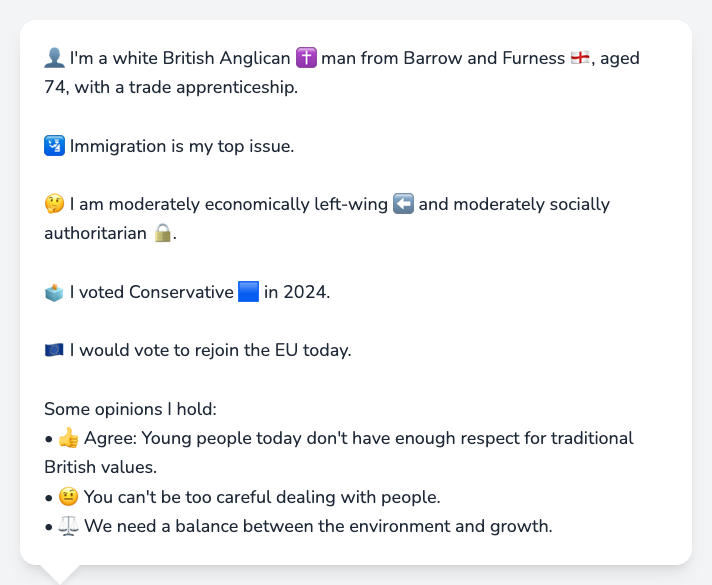 👤 I'm a white British Anglican ✝️ man from Barrow and Furness 🏴󠁧󠁢󠁥󠁮󠁧󠁿, aged
74, with a trade apprenticeship.
🛂 Immigration is my top issue.
🤔 I am moderately economically left-wing ⬅️ and moderately socially
authoritarian 🔒.
🗳️ I voted Conservative 🟦 in 2024.
🇪🇺 I would vote to rejoin the EU today.
Some opinions I hold:
• 👍 Agree: Young people today don't have enough respect for traditional
British values.
• 🤨 You can't be too careful dealing with people.
• ⚖️ We need a balance between the environment and growth.